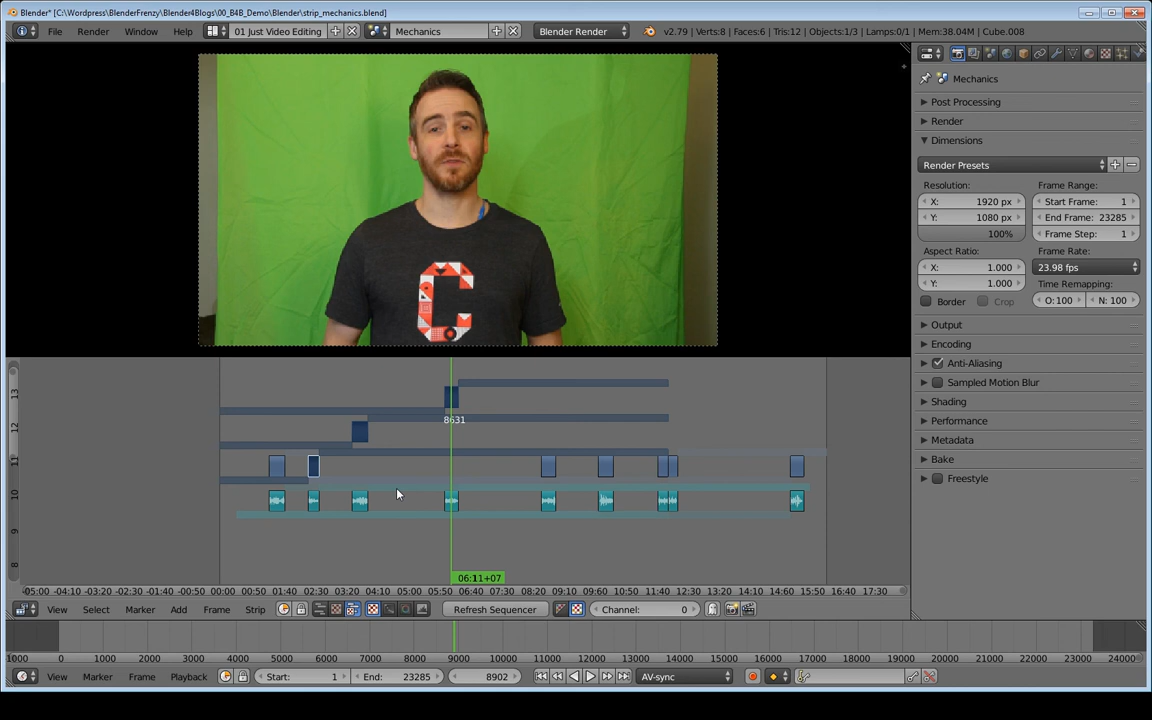 Blender* [C:\Wordpress\BlenderFrenzy\Blender4Blogs\00_B4B_Demo\Blender\strip_mechanics.blend]
File Render Window Help 01 Just Video Editing Mechanics Blender Render v2.79 | Verts:8 | Faces:6 | Tris:12 | Objects:1/3 | Lamps:0/1 | Mem:38.04M | Cube.008
Mechanics
Post Processing
Render
Dimensions
Render Presets
Resolution: Frame Range:
X: 1920 px Start Frame: 1
Y: 1080 px End Frame: 23285
100% Frame Step: 1
Aspect Ratio: Frame Rate:
X: 1.000 23.98 fps
Y: 1.000 Time Remapping:
Border Crop O: 100 N: 100
Output
Encoding
Anti-Aliasing
Sampled Motion Blur
Shading
Performance
Metadata
Bake
Freestyle
C
13
8631
12
11
10
9
8
06:11+07
-05:00 -04:10 -03:20 -02:30 -01:40 -00:50 00:00 00:50 01:40 02:30 03:20 04:10 05:00 05:50 06:40 07:30 08:20 09:10 10:00 10:50 11:40 12:30 13:20 14:10 15:00 15:50 16:40 17:30
View Select Marker Add Frame Strip Refresh Sequencer Channel: 0
1000 0 1000 2000 3000 4000 5000 6000 7000 8000 9000 10000 11000 12000 13000 14000 15000 16000 17000 18000 19000 20000 21000 22000 23000 24000
View Marker Frame Playback Start: 1 End: 23285 8902 AV-sync